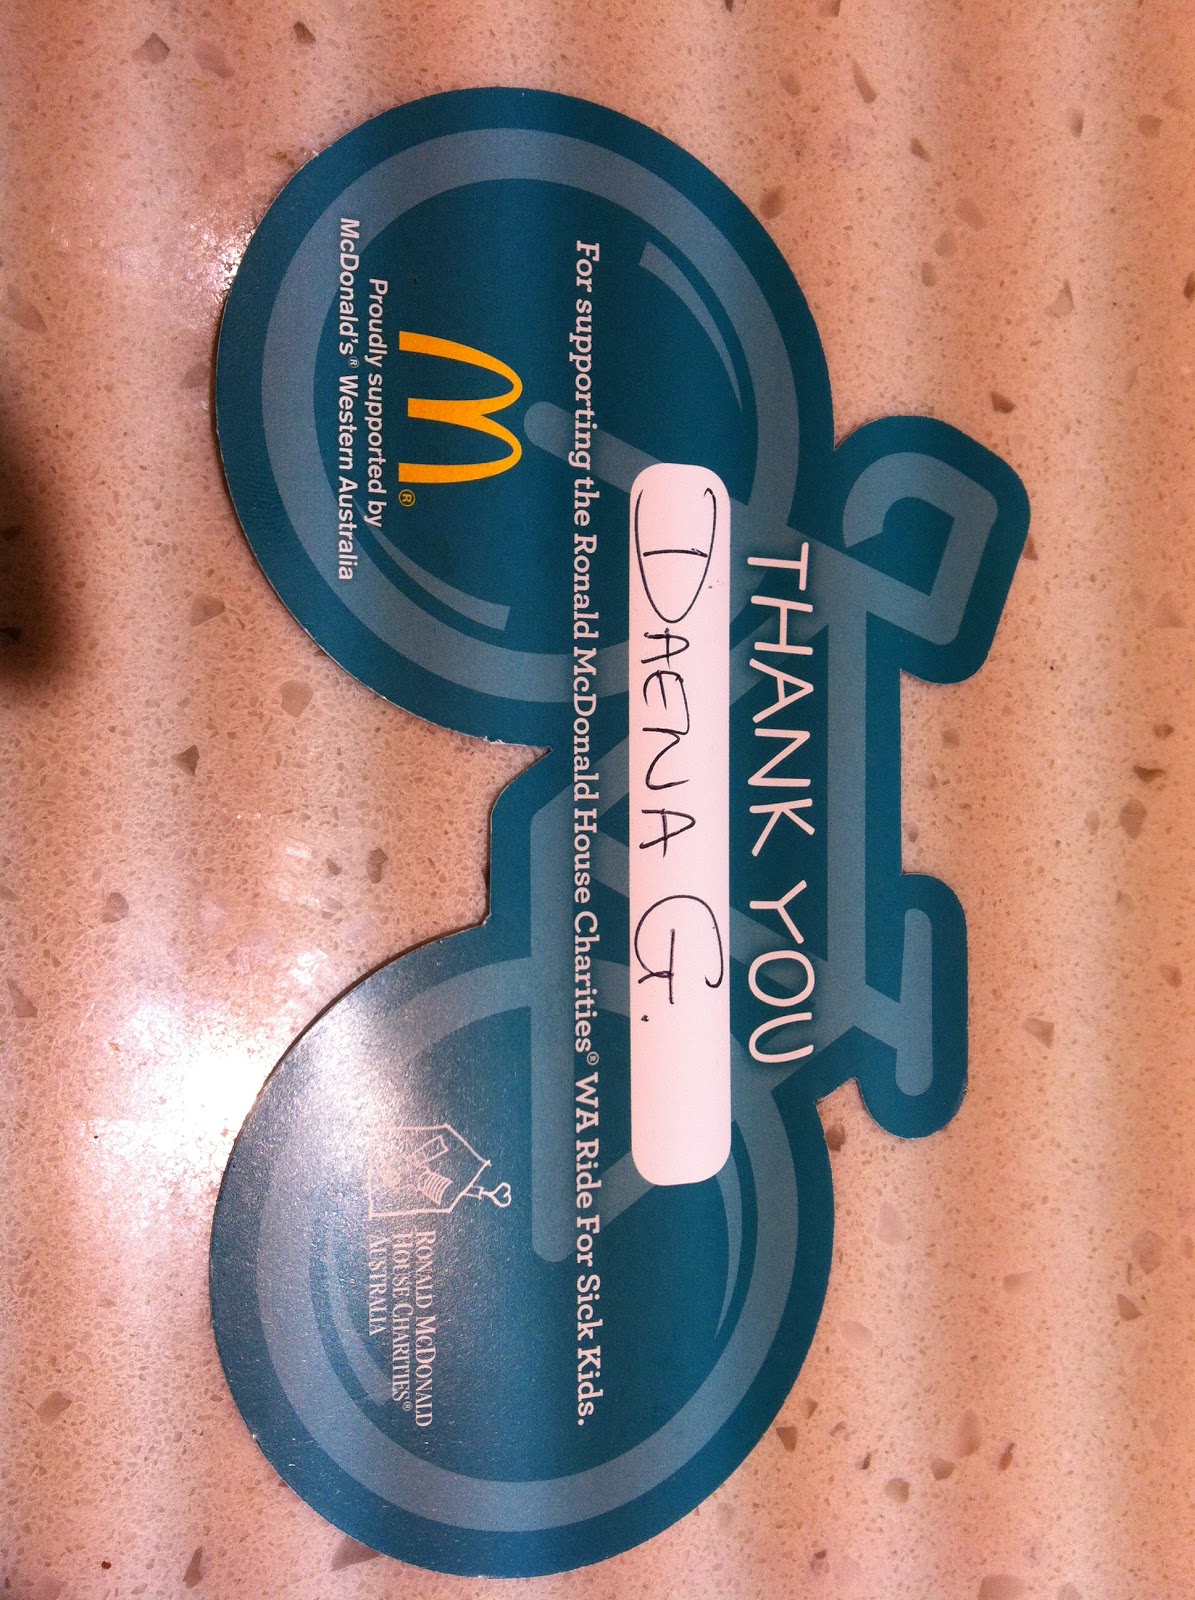 THANK YOU
DAENA G.
For supporting the Ronald McDonald House Charities® WA Ride For Sick Kids.
®
Proudly supported by
McDonald's® Western Australia
RONALD MCDONALD
HOUSE CHARITIES®
AUSTRALIA